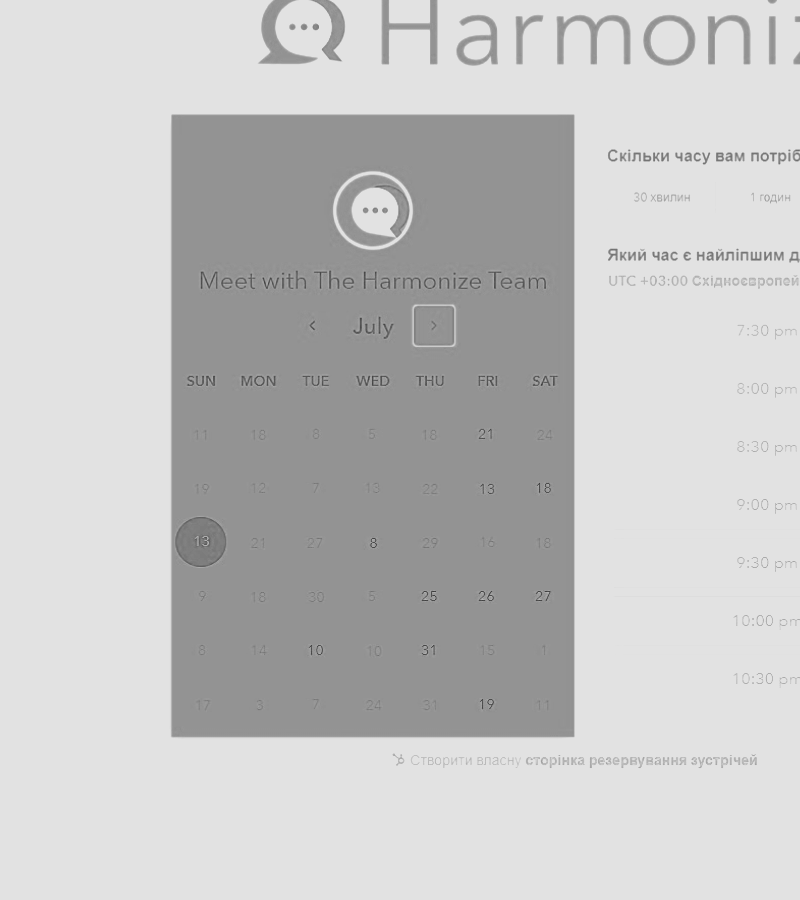 Harmoniz
Meet with The Harmonize Team
July
SUN MON TUE WED THU FRI SAT
11 18 8 5 18 21 24
19 12 7 13 22 13 18
13 21 27 8 29 16 18
9 18 30 5 25 26 27
8 14 10 10 31 15 1
17 3 7 24 31 19 11
Скільки часу вам потріб
30 хвилин 1 годин
Який час є найліпшим д
UTC +03:00 Східноєвропей
7:30 pm
8:00 pm
8:30 pm
9:00 pm
9:30 pm
10:00 pm
10:30 pm
Створити власну сторінка резервування зустрічей